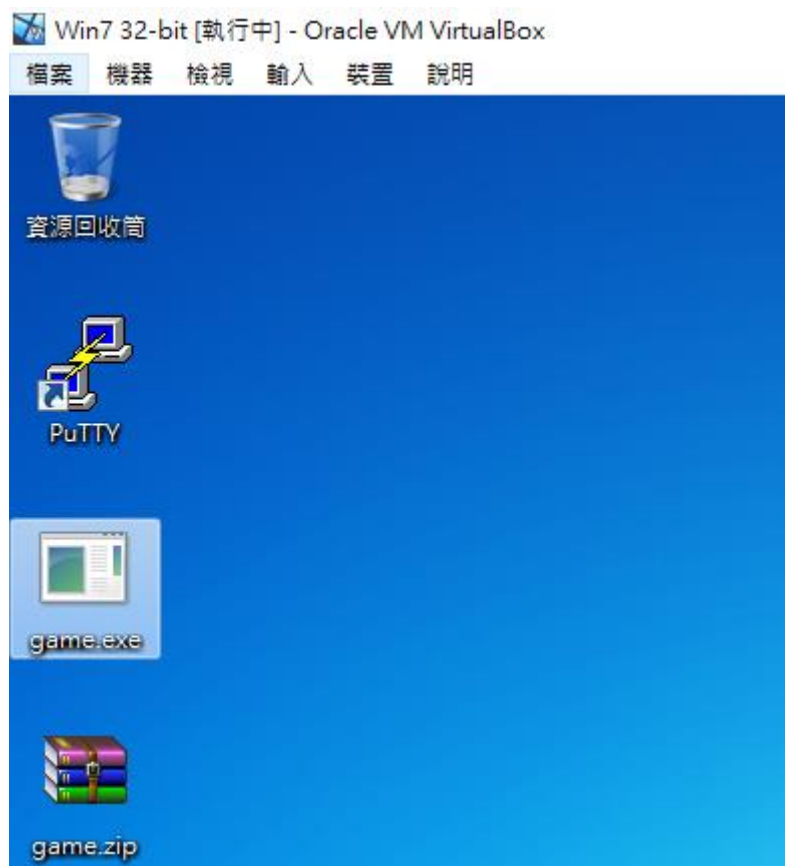 Win7 32-bit [執行中] - Oracle VM VirtualBox
檔案 機器 檢視 輸入 裝置 說明
資源回收筒
PuTTY
game.exe
game.zip